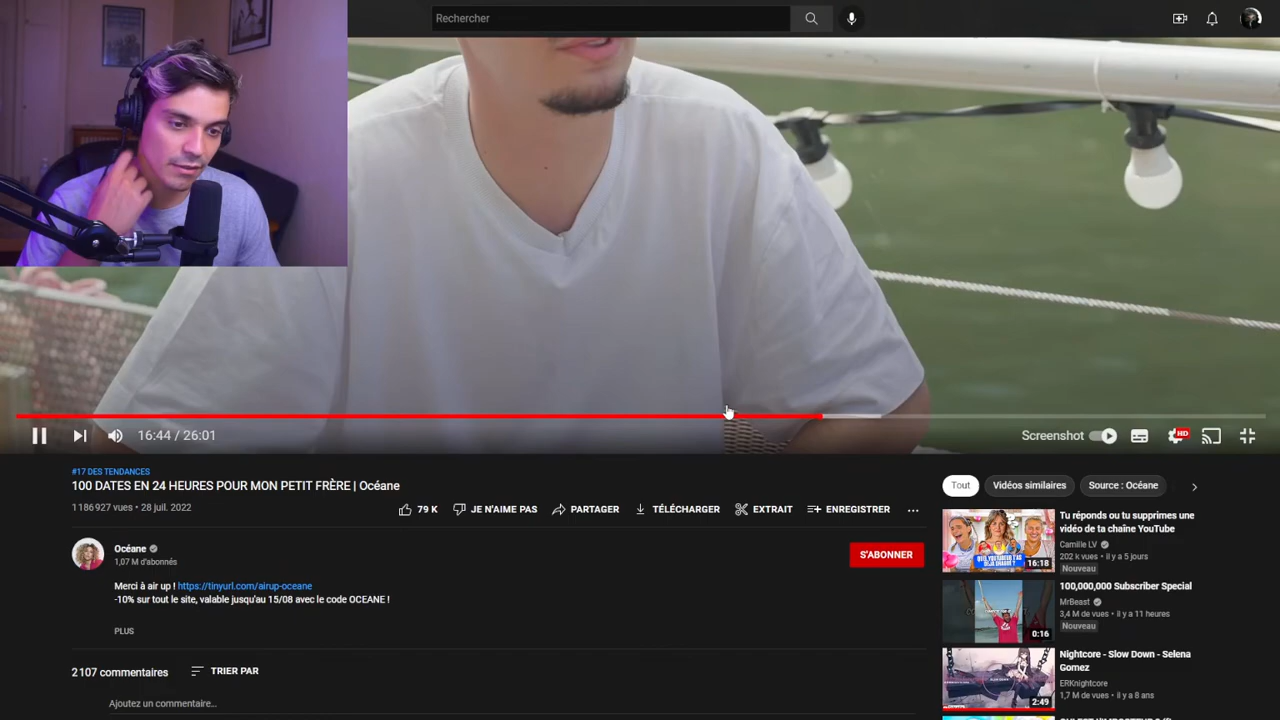 Rechercher
16:44 / 26:01
Screenshot
HD
#17 DES TENDANCES
100 DATES EN 24 HEURES POUR MON PETIT FRÈRE | Océane
1 186 927 vues • 28 juil. 2022
79 K
JE N'AIME PAS
PARTAGER
TÉLÉCHARGER
EXTRAIT
ENREGISTRER
Océane
1,07 M d'abonnés
S'ABONNER
Merci à air up ! https://tinyurl.com/airup-oceane
-10% sur tout le site, valable jusqu'au 15/08 avec le code OCEANE !
PLUS
2 107 commentaires
TRIER PAR
Ajoutez un commentaire...
Tout
Vidéos similaires
Source : Océane
Tu réponds ou tu supprimes une
vidéo de ta chaîne YouTube
Camille LV
202 k vues • il y a 5 jours
Nouveau
16:18
100,000,000 Subscriber Special
MrBeast
3,4 M de vues • il y a 11 heures
Nouveau
0:16
Nightcore - Slow Down - Selena
Gomez
ERKnightcore
1,7 M de vues • il y a 8 ans
2:49